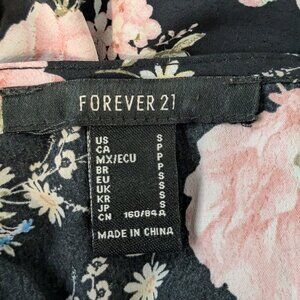 FOREVER 21
US S
CA P
MX/ECU P
BR P
EU S
UK S
KR S
JP S
CN 160/84A
MADE IN CHINA